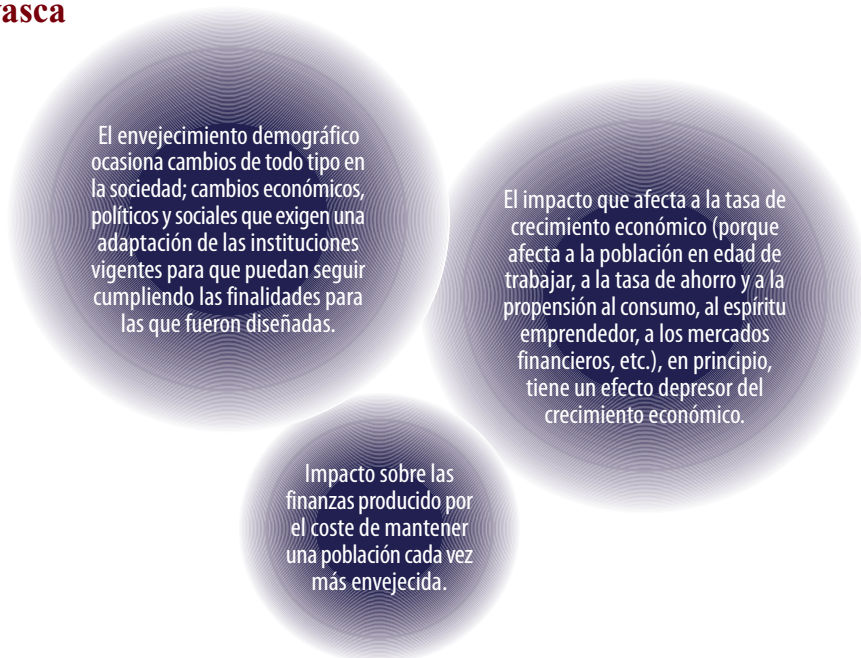 vasca
El envejecimiento demográfico
ocasiona cambios de todo tipo en
la sociedad; cambios económicos,
políticos y sociales que exigen una
adaptación de las instituciones
vigentes para que puedan seguir
cumpliendo las finalidades para
las que fueron diseñadas.
El impacto que afecta a la tasa de
crecimiento económico (porque
afecta a la población en edad de
trabajar, a la tasa de ahorro y a la
propensión al consumo, al espíritu
emprendedor, a los mercados
financieros, etc.), en principio,
tiene un efecto depresor del
crecimiento económico.
Impacto sobre las
finanzas producido por
el coste de mantener
una población cada vez
más envejecida.